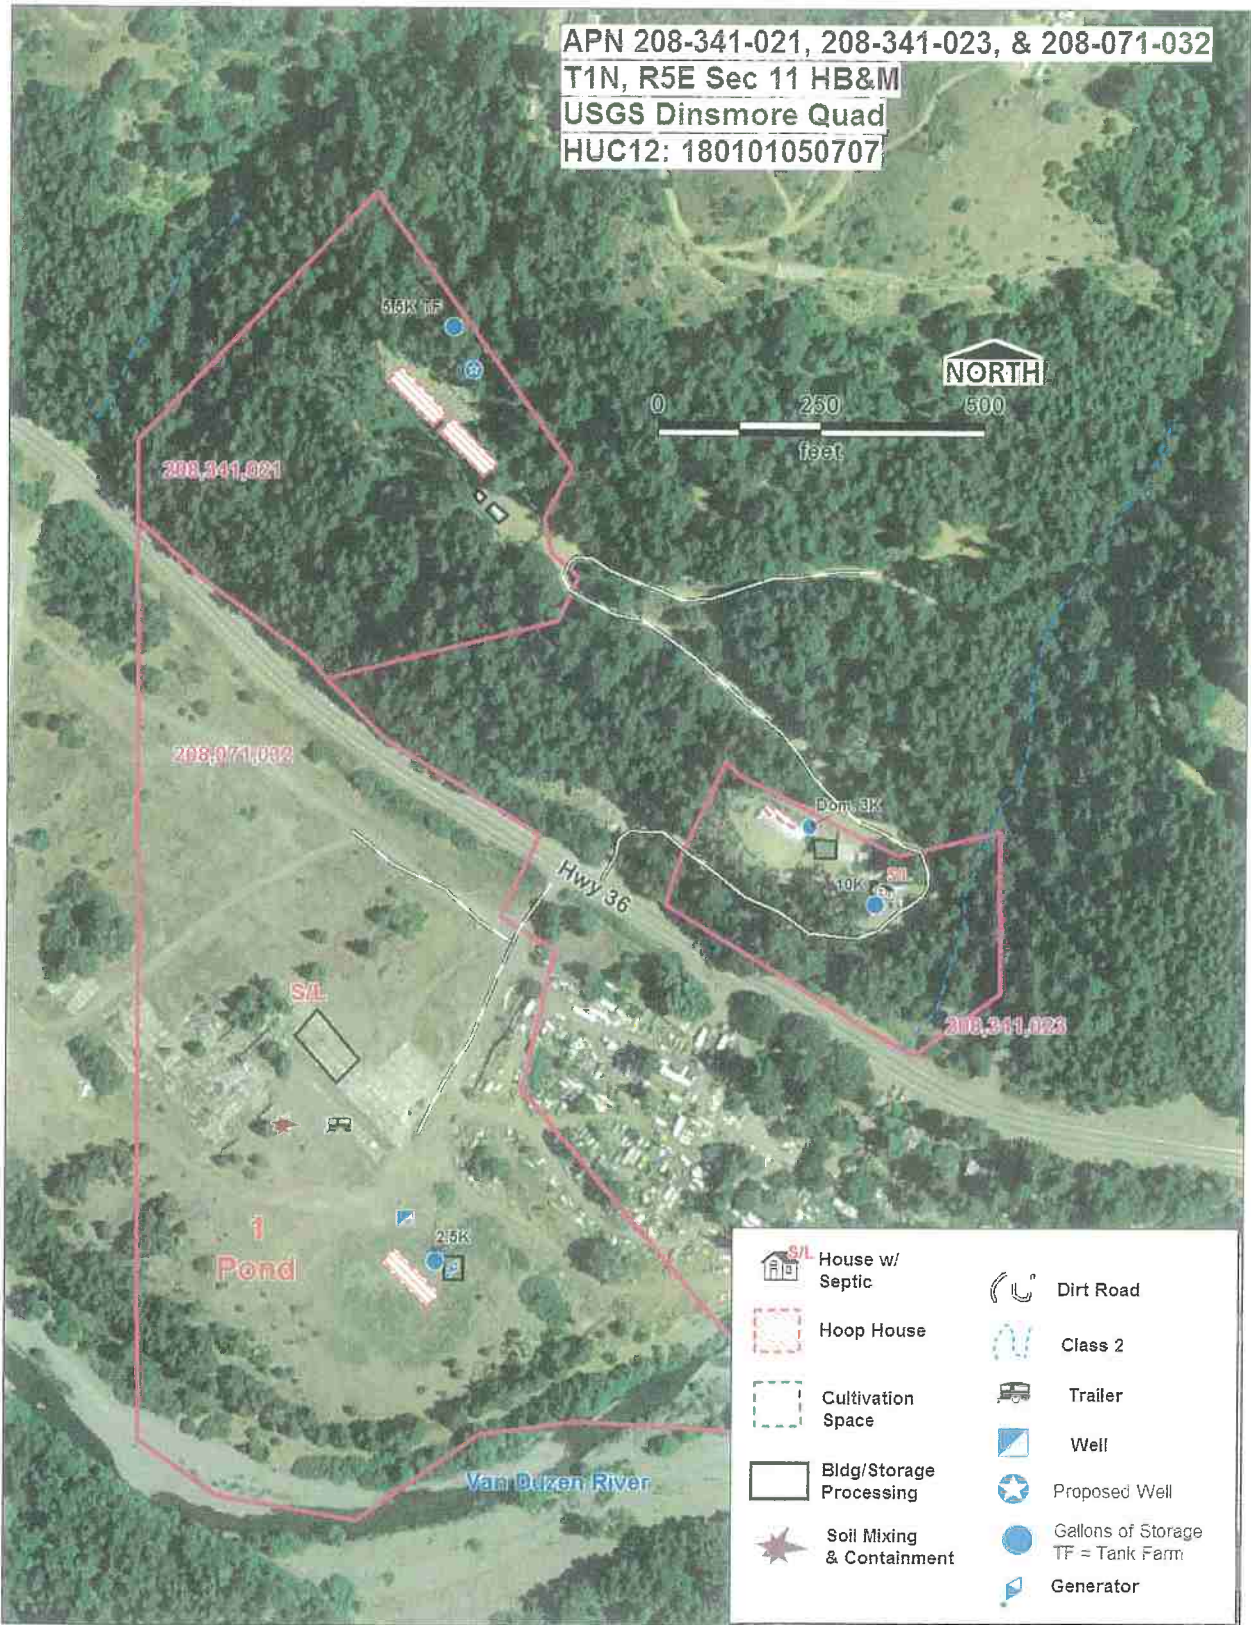 APN 208-341-021, 208-341-023, & 208-071-032
T1N, R5E Sec 11 HB&M
USGS Dinsmore Quad
HUC12: 180101050707
5.5K TF
NORTH
0 250 500
feet
208,341,021
208,071,032
Dom. 3K
Hwy 36
10K
S/L
S/L
208,341,023
2.5K
1
Pond
Van Duzen River
S/L
House w/
Septic
Dirt Road
Hoop House
Class 2
Cultivation
Space
Trailer
Well
Bldg/Storage
Processing
Proposed Well
Soil Mixing
& Containment
Gallons of Storage
TF = Tank Farm
Generator